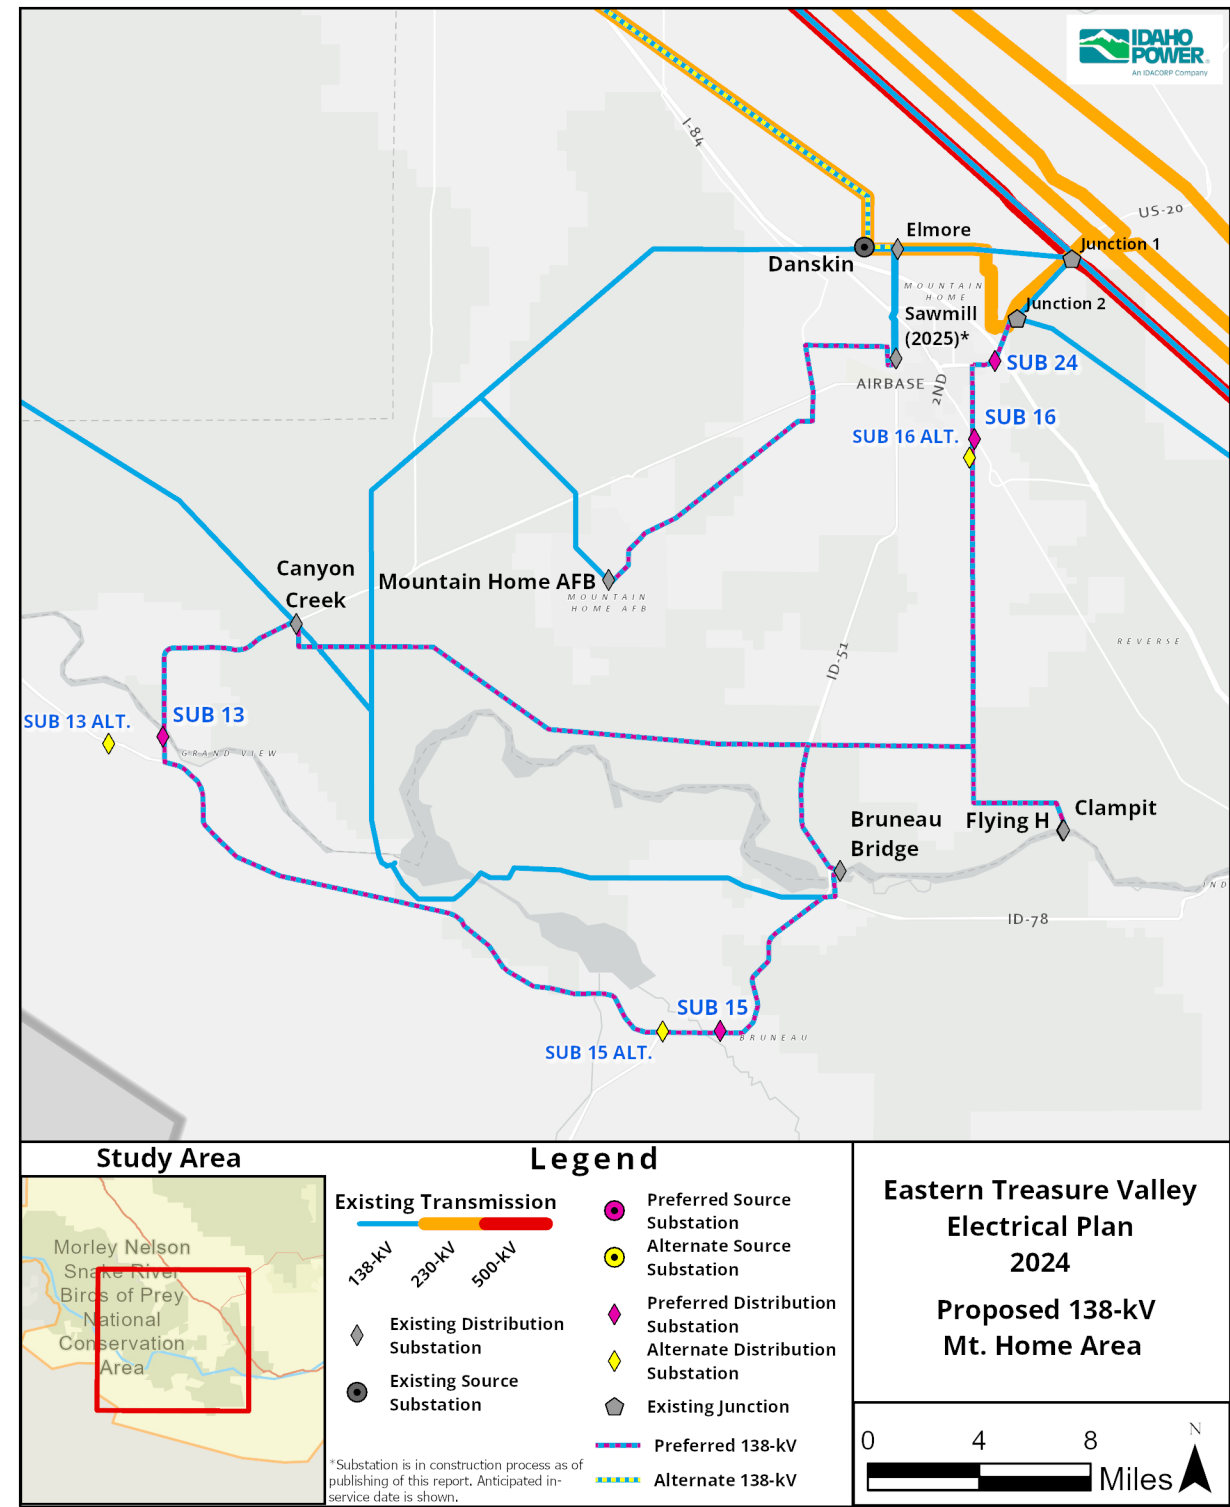 IDAHO
POWER®
An IDACORP Company
I-84
US-20
Elmore
Junction 1
Danskin
MOUNTAIN
HOME
Junction 2
Sawmill
(2025)*
SUB 24
AIRBASE
2ND
SUB 16
SUB 16 ALT.
Canyon
Creek
Mountain Home AFB
MOUNTAIN
HOME AFB
ID-51
REVERSE
SUB 13 ALT.
SUB 13
GRAND VIEW
Bruneau
Bridge
Flying H
Clampit
IND
ID-78
SUB 15
BRUNEAU
SUB 15 ALT.
Study Area
Morley Nelson
Snake River
Birds of Prey
National
Conservation
Area
Legend
Existing Transmission
138-kV
230-kV
500-kV
Existing Distribution
Substation
Existing Source
Substation
*Substation is in construction process as of
publishing of this report. Anticipated in-
service date is shown.
Preferred Source
Substation
Alternate Source
Substation
Preferred Distribution
Substation
Alternate Distribution
Substation
Existing Junction
Preferred 138-kV
Alternate 138-kV
Eastern Treasure Valley
Electrical Plan
2024
Proposed 138-kV
Mt. Home Area
0 4 8
Miles
N